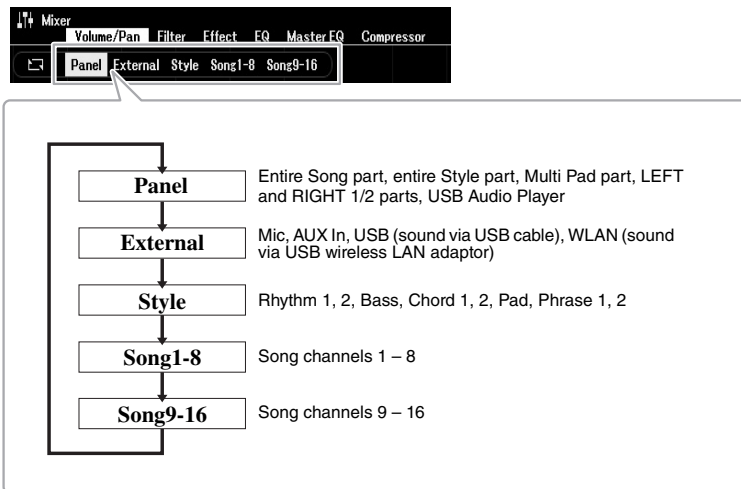 Mixer
Volume/Pan Filter Effect EQ Master EQ Compressor
Panel External Style Song1-8 Song9-16
Panel
Entire Song part, entire Style part, Multi Pad part, LEFT
and RIGHT 1/2 parts, USB Audio Player
External
Mic, AUX In, USB (sound via USB cable), WLAN (sound
via USB wireless LAN adaptor)
Style
Rhythm 1, 2, Bass, Chord 1, 2, Pad, Phrase 1, 2
Song1-8
Song channels 1 – 8
Song9-16
Song channels 9 – 16